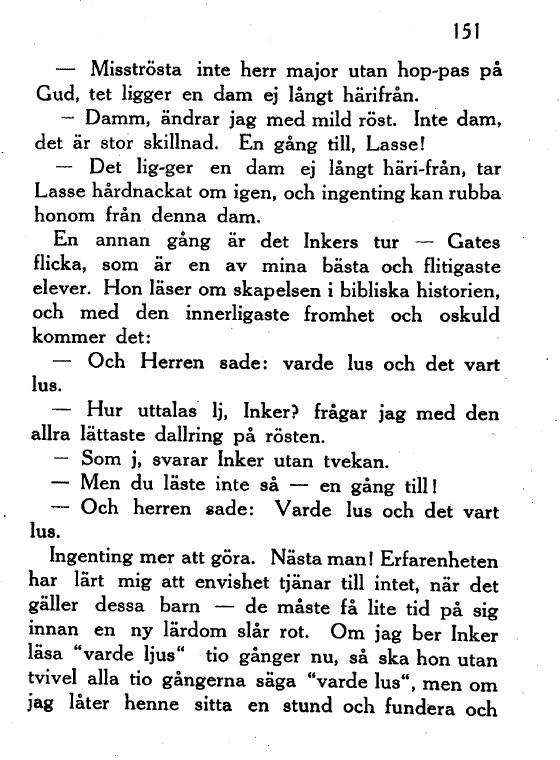 151
— Misströsta inte herr major utan hop-pas på
Gud, tet ligger en dam ej långt härifrån.
— Damm, ändrar jag med mild röst. Inte dam,
det är stor skillnad. En gång till, Lasse!
— Det lig-ger en dam ej långt häri-från, tar
Lasse hårdnackat om igen, och ingenting kan rubba
honom från denna dam.
En annan gång är det Inkers tur — Gates
flicka, som är en av mina bästa och flitigaste
elever. Hon läser om skapelsen i bibliska historien,
och med den innerligaste fromhet och oskuld
kommer det:
— Och Herren sade: varde lus och det vart
lus.
— Hur uttalas lj, Inker? frågar jag med den
allra lättaste dallring på rösten.
— Som j, svarar Inker utan tvekan.
— Men du läste inte så — en gång till!
— Och herren sade: Varde lus och det vart
lus.
Ingenting mer att göra. Nästa man! Erfarenheten
har lärt mig att envishet tjänar till intet, när det
gäller dessa barn — de måste få lite tid på sig
innan en ny lärdom slår rot. Om jag ber Inker
läsa “varde ljus“ tio gånger nu, så ska hon utan
tvivel alla tio gångerna säga “varde lus“, men om
jag låter henne sitta en stund och fundera och